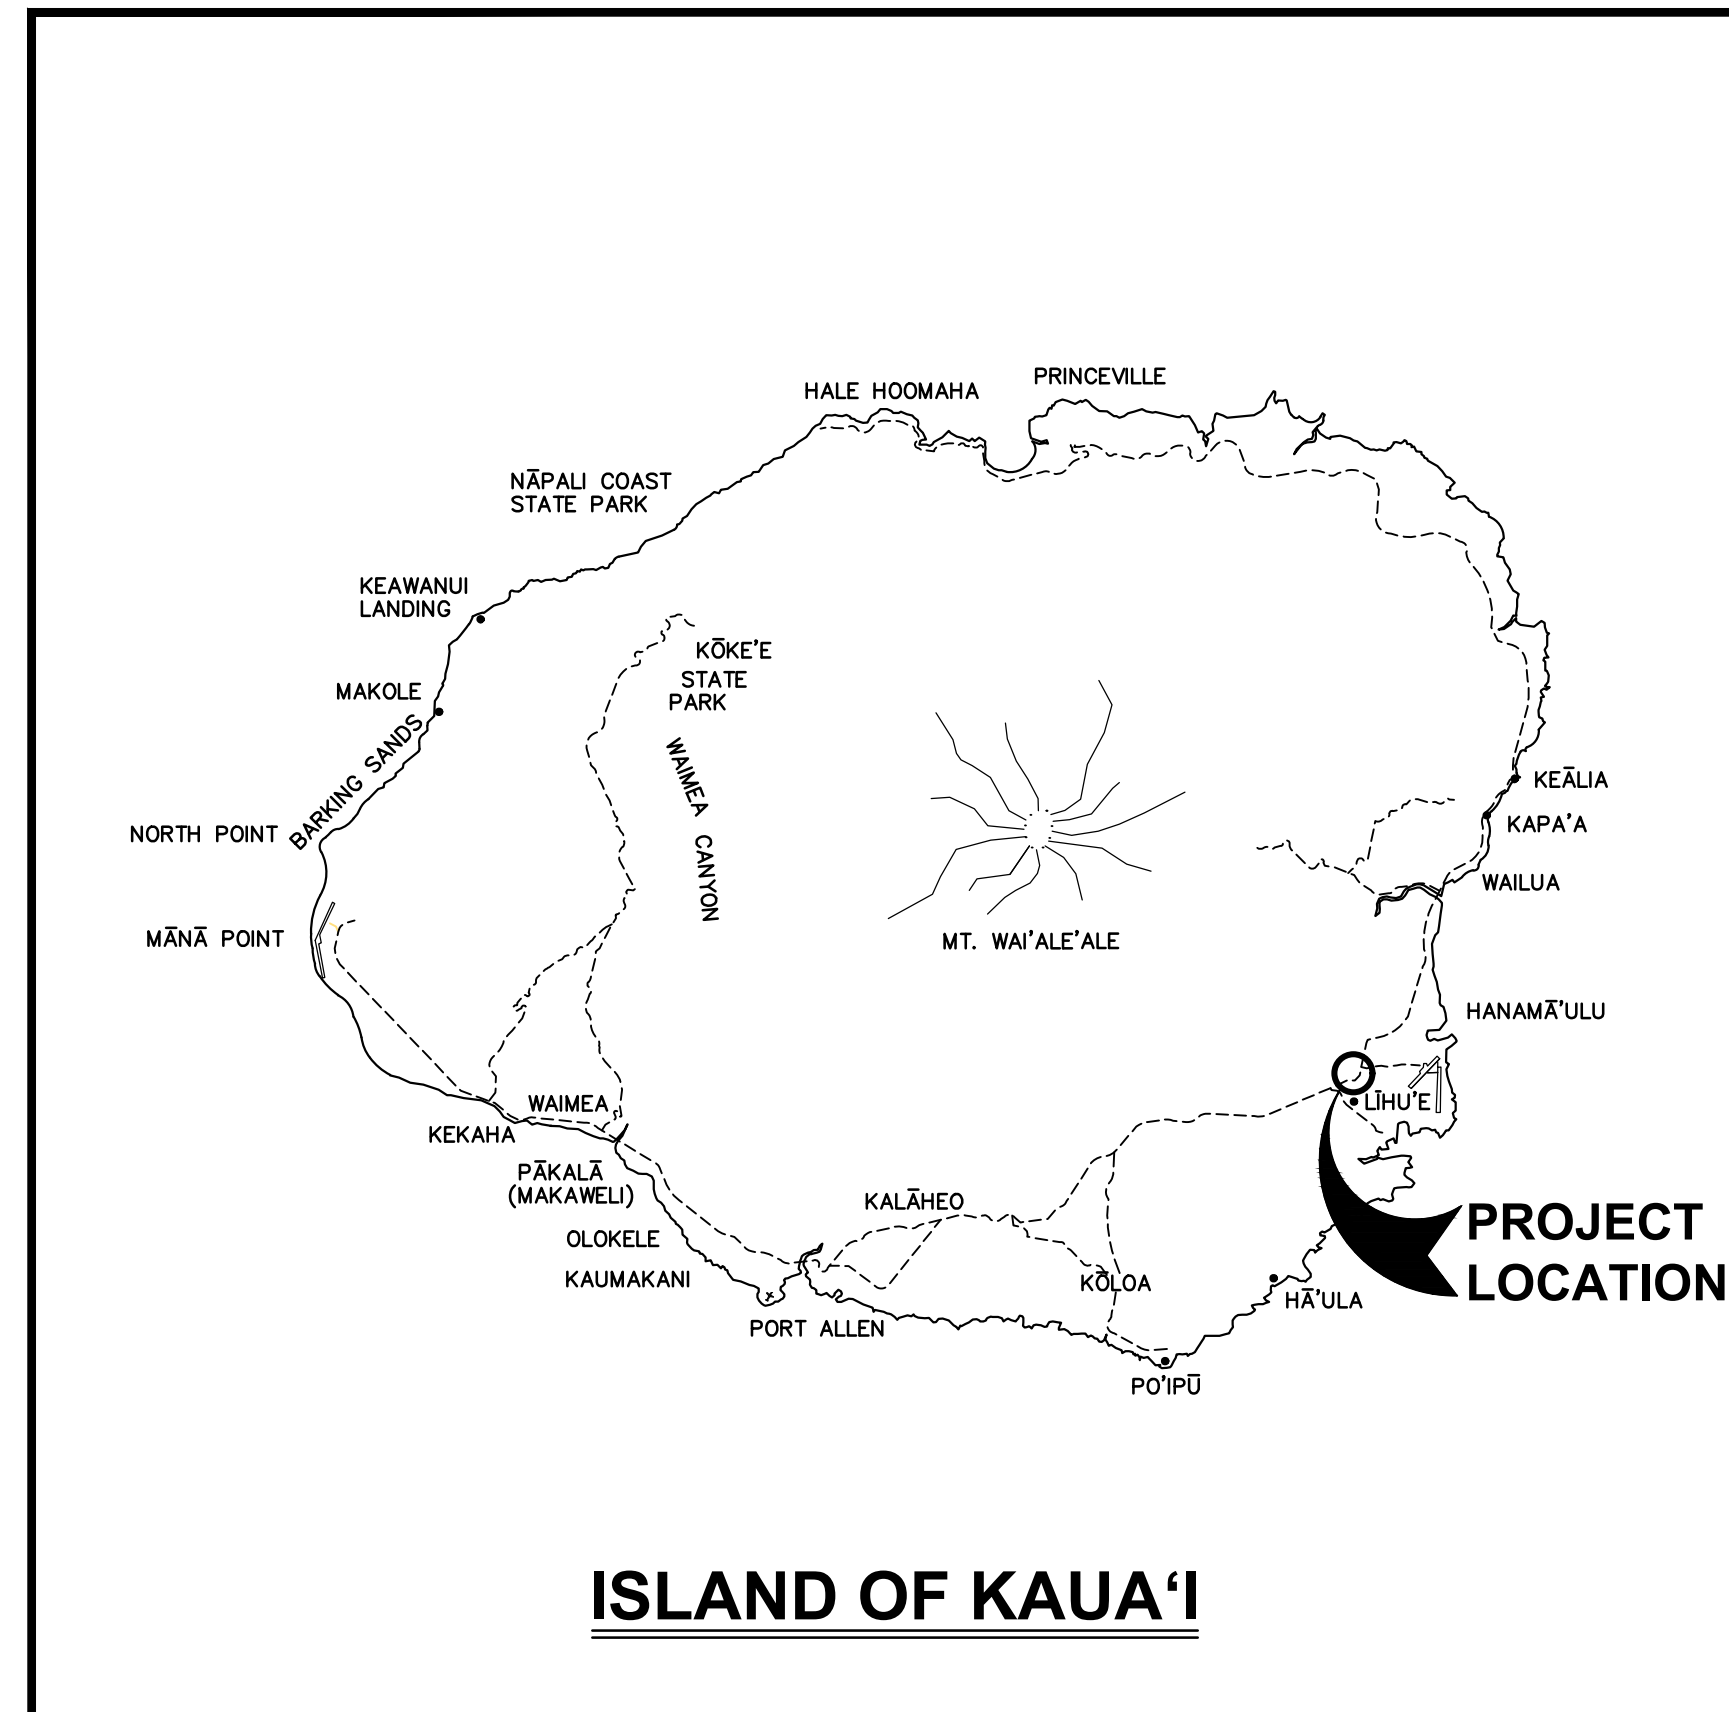 PRINCEVILLE
HALE HOOMAHA
NĀPALI COAST
STATE PARK
KEAWANUI
LANDING
KŌKE'E
STATE
PARK
MAKOLE
BARKING SANDS
WAIMEA CANYON
KEĀLIA
KAPA'A
NORTH POINT
WAILUA
MĀNĀ POINT
MT. WAI'ALE'ALE
HANAMĀ'ULU
LĪHU'E
WAIMEA
KEKAHA
PĀKALĀ
(MAKAWELI)
KALĀHEO
OLOKELE
KAUMAKANI
KŌLOA
PROJECT
LOCATION
HĀ'ULA
PORT ALLEN
PO'IPŪ
ISLAND OF KAUA‘I